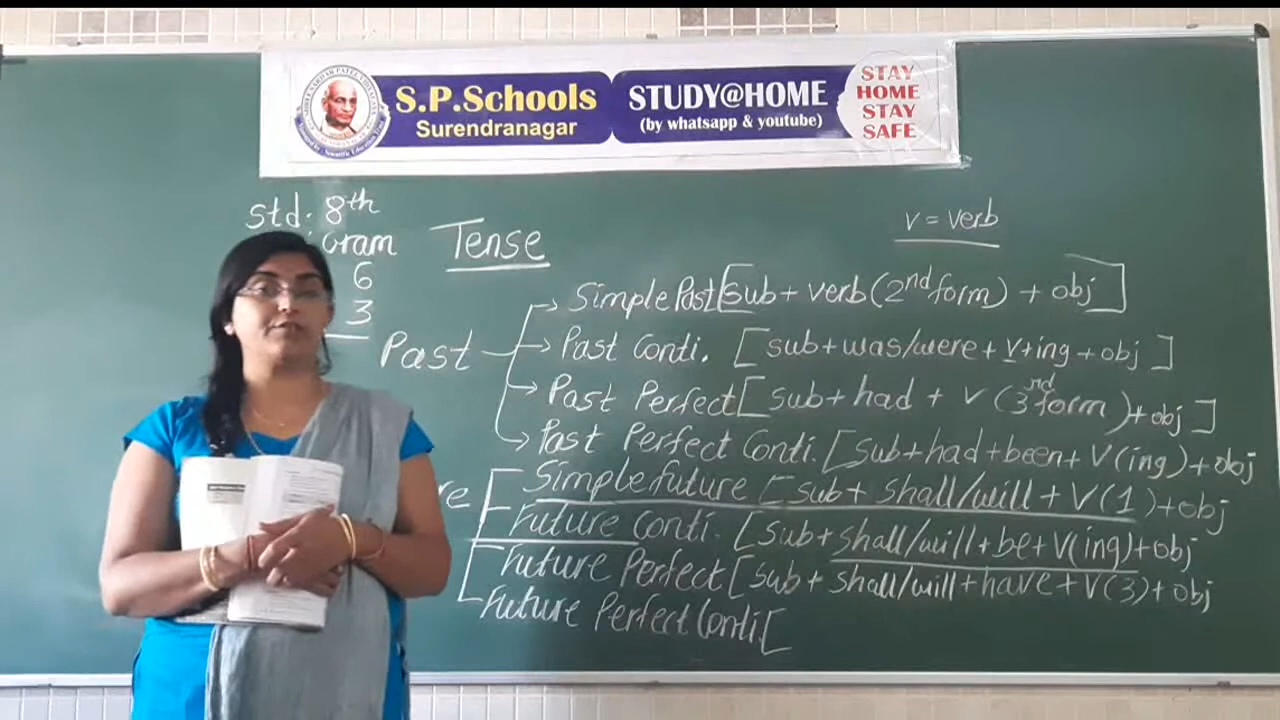 S.P.Schools
Surendranagar
STUDY@HOME
(by whatsapp & youtube)
STAY
HOME
STAY
SAFE
Std: 8th
: Gram
6
3
Tense
V = Verb
Past
Simple Past [Sub + verb (2nd form) + obj]
Past Conti. [sub + was/were + v + ing + obj]
Past Perfect [sub + had + V (3nd form) + obj]
Past Perfect Conti. [Sub + had + been + V (ing) + obj
re
Simple future [sub + shall/will + V (1) + obj
Future Conti. [Sub + shall/will + be + V (ing) + obj
Future Perfect [sub + shall/will + have + V (3) + obj
Future Perfect Conti. [